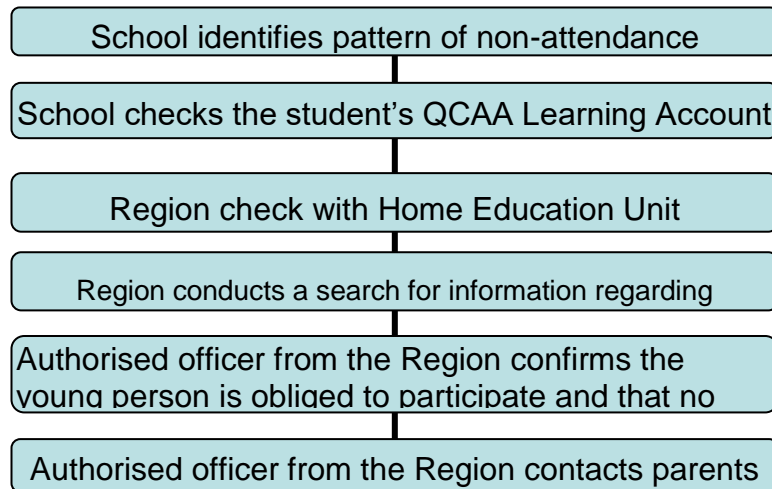 School identifies pattern of non-attendance
School checks the student's QCAA Learning Account
Region check with Home Education Unit
Region conducts a search for information regarding
Authorised officer from the Region confirms the
young person is obliged to participate and that no
Authorised officer from the Region contacts parents